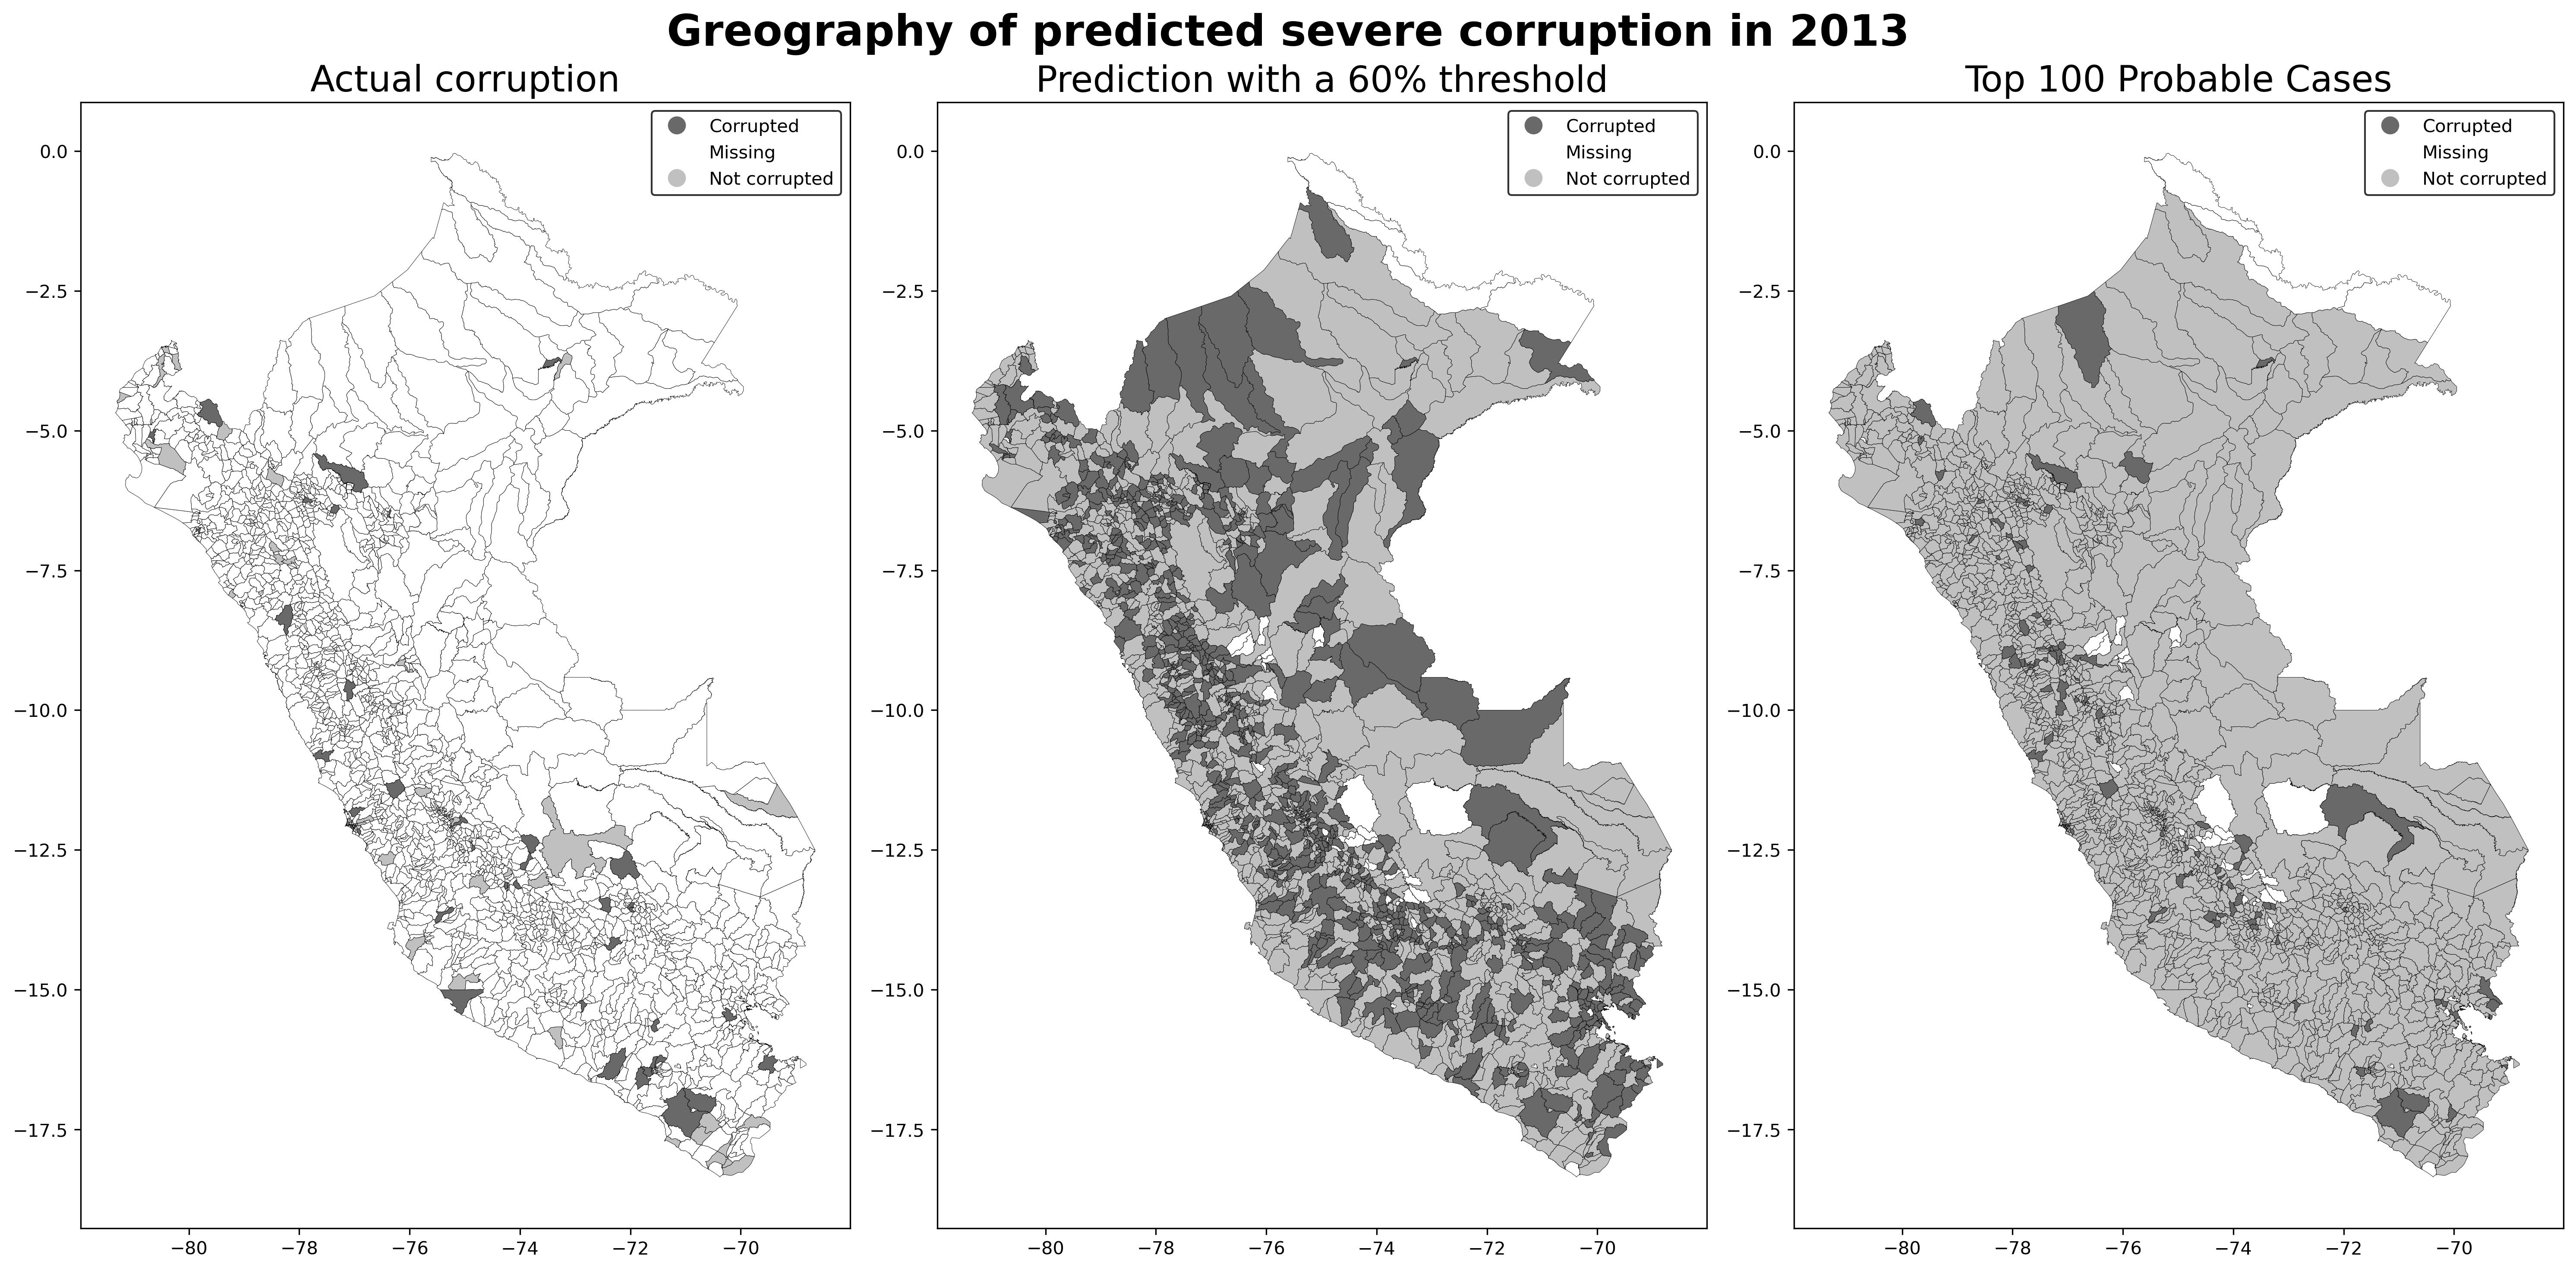 Greography of predicted severe corruption in 2013
Actual corruption
Corrupted
Missing
Not corrupted
0.0
−2.5
−5.0
−7.5
−10.0
−12.5
−15.0
−17.5
−80 −78 −76 −74 −72 −70
Prediction with a 60% threshold
Corrupted
Missing
Not corrupted
0.0
−2.5
−5.0
−7.5
−10.0
−12.5
−15.0
−17.5
−80 −78 −76 −74 −72 −70
Top 100 Probable Cases
Corrupted
Missing
Not corrupted
0.0
−2.5
−5.0
−7.5
−10.0
−12.5
−15.0
−17.5
−80 −78 −76 −74 −72 −70